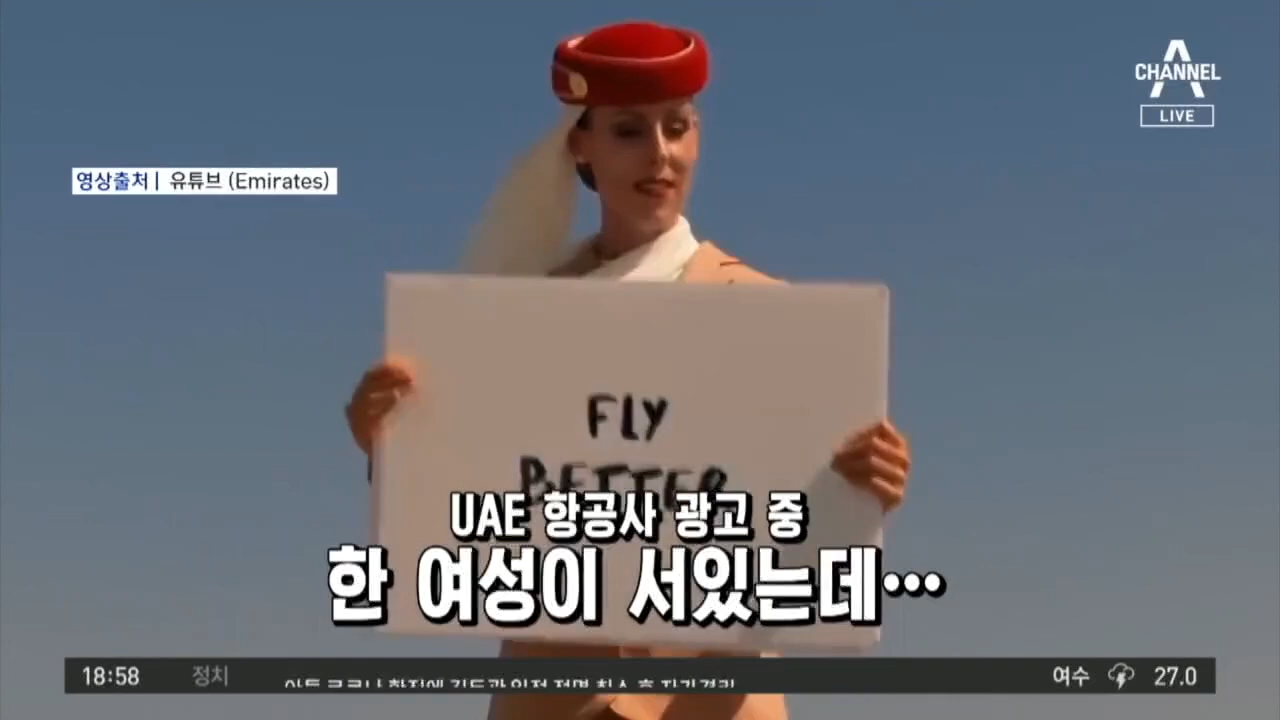 CHANNEL A
LIVE
영상출처 | 유튜브 (Emirates)
FLY
BETTER
UAE 항공사 광고 중
한 여성이 서있는데…
18:58 정치
여수 27.0